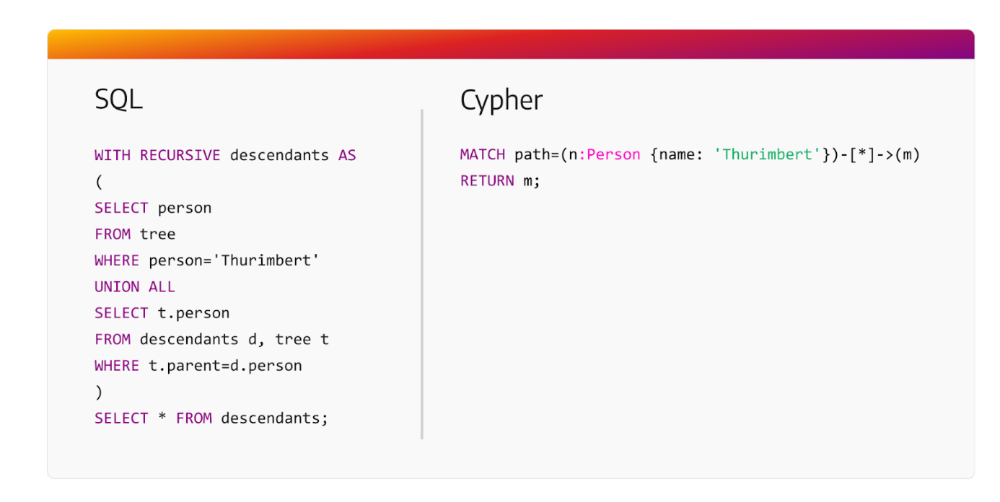 SQL
WITH RECURSIVE descendants AS
(
SELECT person
FROM tree
WHERE person='Thurimbert'
UNION ALL
SELECT t.person
FROM descendants d, tree t
WHERE t.parent=d.person
)
SELECT * FROM descendants;
Cypher
MATCH path=(n:Person {name: 'Thurimbert'})-[*]->(m)
RETURN m;